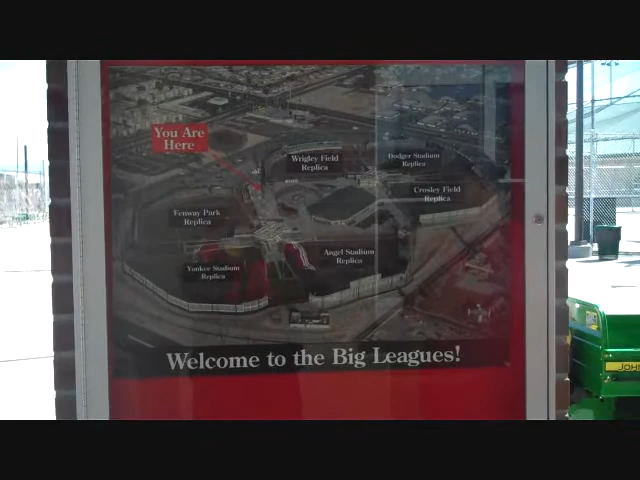 You Are
Here
Wrigley Field
Replica
Dodger Stadium
Replica
Crosley Field
Replica
Fenway Park
Replica
Angel Stadium
Replica
Yankee Stadium
Replica
Welcome to the Big Leagues!
JOHN